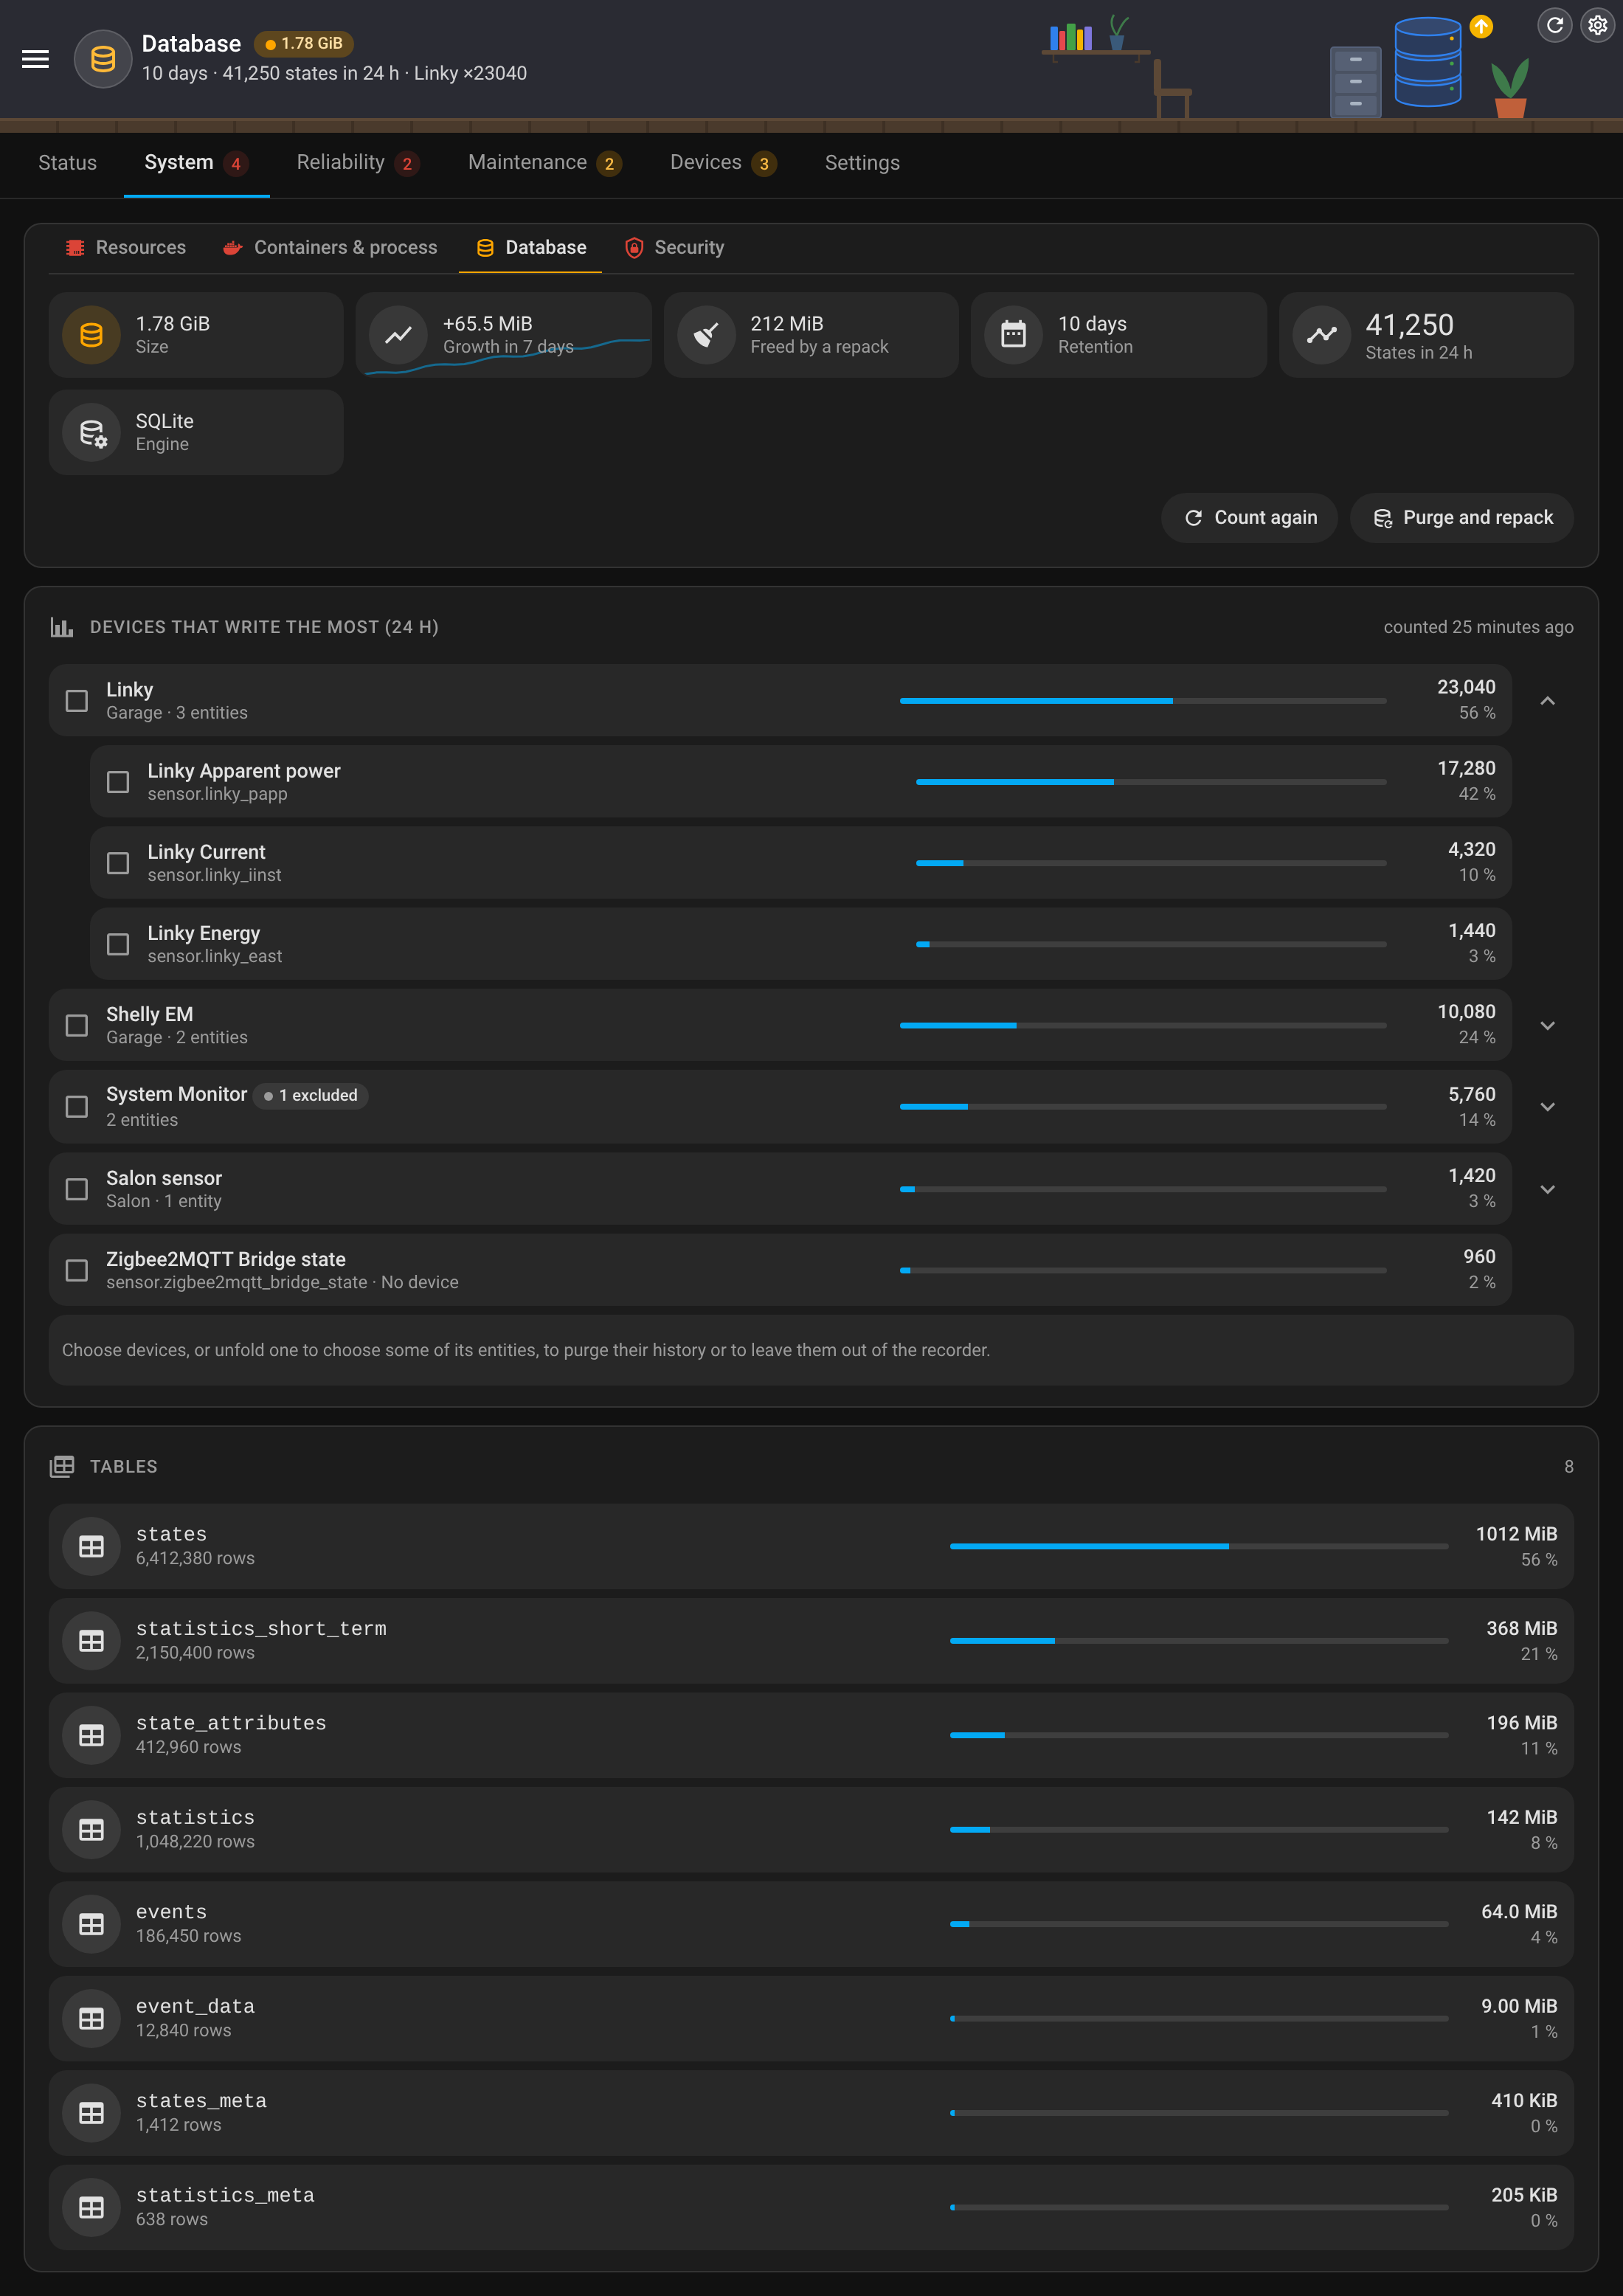 Database 1.78 GiB
10 days · 41,250 states in 24 h · Linky ×23040
Status System 4 Reliability 2 Maintenance 2 Devices 3 Settings
Resources Containers & process Database Security
1.78 GiB
Size
+65.5 MiB
Growth in 7 days
212 MiB
Freed by a repack
10 days
Retention
41,250
States in 24 h
SQLite
Engine
Count again Purge and repack
DEVICES THAT WRITE THE MOST (24 H) counted 25 minutes ago
Linky 23,040
Garage · 3 entities 56 %
Linky Apparent power 17,280
sensor.linky_papp 42 %
Linky Current 4,320
sensor.linky_iinst 10 %
Linky Energy 1,440
sensor.linky_east 3 %
Shelly EM 10,080
Garage · 2 entities 24 %
System Monitor 1 excluded 5,760
2 entities 14 %
Salon sensor 1,420
Salon · 1 entity 3 %
Zigbee2MQTT Bridge state 960
sensor.zigbee2mqtt_bridge_state · No device 2 %
Choose devices, or unfold one to choose some of its entities, to purge their history or to leave them out of the recorder.
TABLES 8
states 1012 MiB
6,412,380 rows 56 %
statistics_short_term 368 MiB
2,150,400 rows 21 %
state_attributes 196 MiB
412,960 rows 11 %
statistics 142 MiB
1,048,220 rows 8 %
events 64.0 MiB
186,450 rows 4 %
event_data 9.00 MiB
12,840 rows 1 %
states_meta 410 KiB
1,412 rows 0 %
statistics_meta 205 KiB
638 rows 0 %